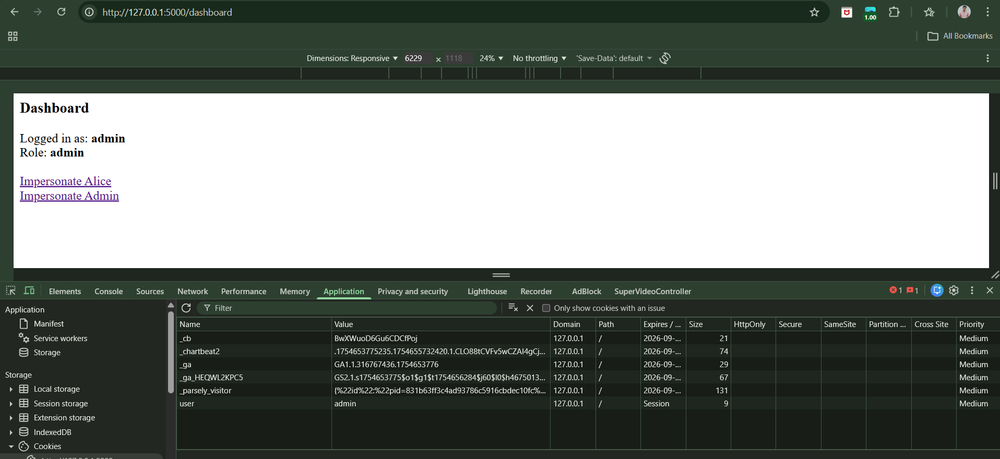 http://127.0.0.1:5000/dashboard
1.00
All Bookmarks
Dimensions: Responsive 6229 × 1118 24% No throttling 'Save-Data': default
Dashboard
Logged in as: admin
Role: admin
Impersonate Alice
Impersonate Admin
Elements Console Sources Network Performance Memory Application Privacy and security Lighthouse Recorder AdBlock SuperVideoController 1 1
Application
Manifest
Service workers
Storage
Storage
Local storage
Session storage
Extension storage
IndexedDB
Cookies
http://127.0.0.1:5000
Filter Only show cookies with an issue
Name Value Domain Path Expires / ... Size HttpOnly Secure SameSite Partition ... Cross Site Priority
_cb BwXWuoD6Gu6CDCfPoj 127.0.0.1 / 2026-09-... 21 Medium
_chartbeat2 .1754653775235.1754655732420.1.CLO88tCVFv5wCZAI4gCj... 127.0.0.1 / 2026-09-... 74 Medium
_ga GA1.1.316767436.1754653776 127.0.0.1 / 2026-09-... 29 Medium
_ga_HEQWL2KPC5 GS2.1.s1754653775$o1$g1$t1754656284$j60$l0$h4675013... 127.0.0.1 / 2026-09-... 67 Medium
_parsely_visitor {%22id%22:%22pid=831b63ff3c4ad93786c5916cbdec10fc%... 127.0.0.1 / 2026-09-... 131 Medium
user admin 127.0.0.1 / Session 9 Medium